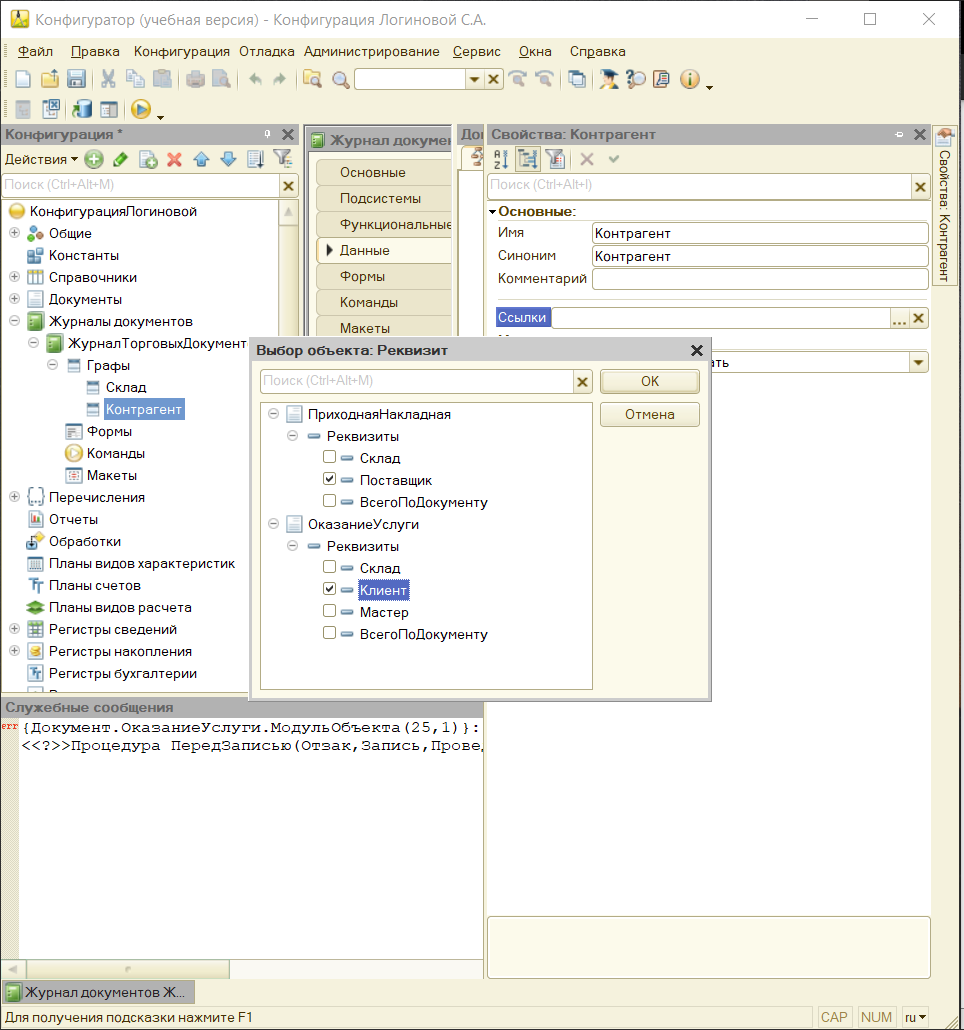 Конфигуратор (учебная версия) - Конфигурация Логиновой С.А.
Файл Правка Конфигурация Отладка Администрирование Сервис Окна Справка
Конфигурация *
Действия
Поиск (Ctrl+Alt+M)
КонфигурацияЛогиновой
Общие
Константы
Справочники
Документы
Журналы документов
ЖурналТорговыхДокумент
Графы
Склад
Контрагент
Формы
Команды
Макеты
Перечисления
Отчеты
Обработки
Планы видов характеристик
Планы счетов
Планы видов расчета
Регистры сведений
Регистры накопления
Регистры бухгалтерии
Журнал докумен
Основные
Подсистемы
Функциональные
Данные
Формы
Команды
Макеты
До
Свойства: Контрагент
Поиск (Ctrl+Alt+I)
Основные:
Имя Контрагент
Синоним Контрагент
Комментарий
Ссылки ...
ать
Свойства: Контрагент
Выбор объекта: Реквизит
Поиск (Ctrl+Alt+M)
OK
Отмена
ПриходнаяНакладная
Реквизиты
Склад
Поставщик
ВсегоПоДокументу
ОказаниеУслуги
Реквизиты
Склад
Клиент
Мастер
ВсегоПоДокументу
Служебные сообщения
err {Документ.ОказаниеУслуги.МодульОбъекта(25,1)}:
<<?>>Процедура ПередЗаписью(Отзак,Запись,Прове
Журнал документов Ж...
Для получения подсказки нажмите F1
CAP NUM ru